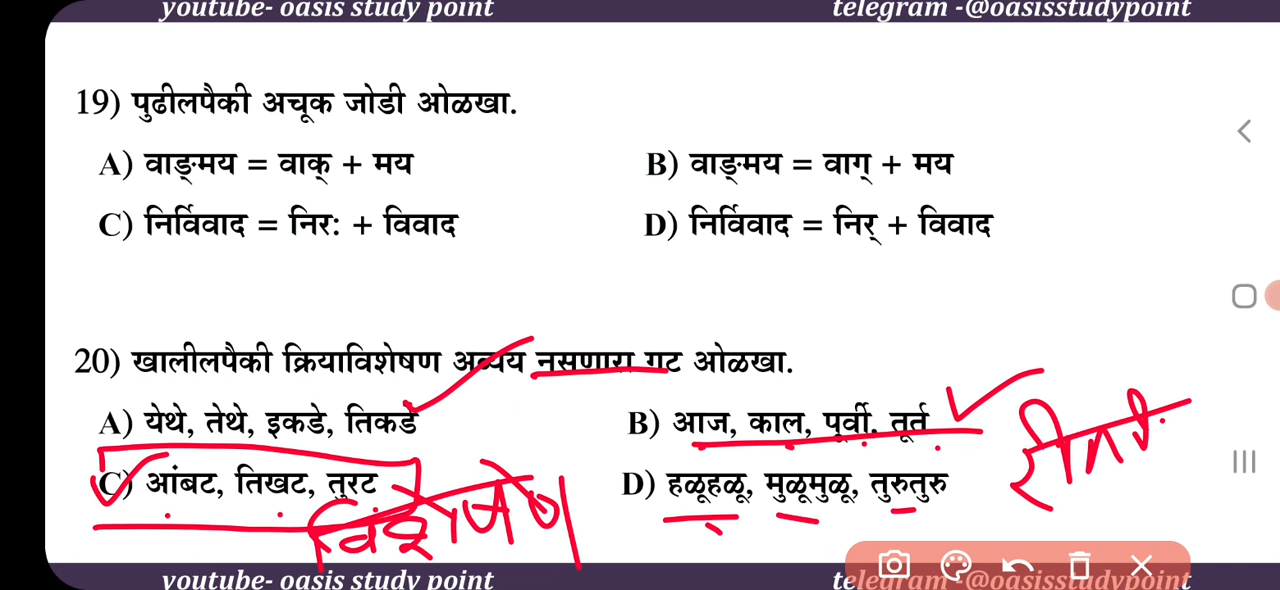 youtube- oasis study point telegram -@oasisstudypoint
19) पुढीलपैकी अचूक जोडी ओळखा.
A) वाङ्मय = वाक् + मय B) वाङ्मय = वाग् + मय
C) निर्विवाद = निरः + विवाद D) निर्विवाद = निर् + विवाद
20) खालीलपैकी क्रियाविशेषण अव्यय नसणारा गट ओळखा.
A) येथे, तेथे, इकडे, तिकडे B) आज, काल, पूर्वी, तूर्त
C) आंबट, तिखट, तुरट D) हळूहळू, मुळूमुळू, तुरुतुरु
विशेषण
youtube- oasis study point telegram -@oasisstudypoint